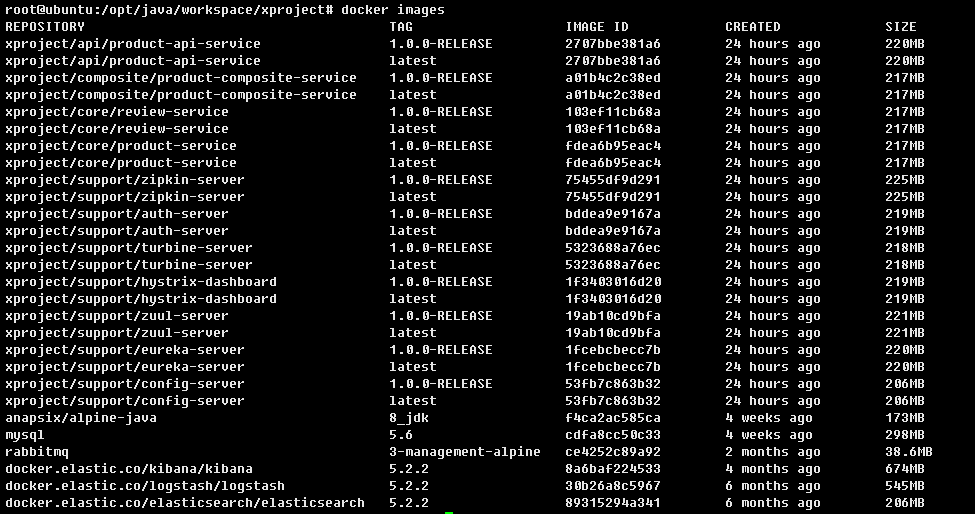 root@ubuntu:/opt/java/workspace/xproject# docker images
REPOSITORY TAG IMAGE ID CREATED SIZE
xproject/api/product-api-service 1.0.0-RELEASE 2707bbe381a6 24 hours ago 220MB
xproject/api/product-api-service latest 2707bbe381a6 24 hours ago 220MB
xproject/composite/product-composite-service 1.0.0-RELEASE a01b4c2c38ed 24 hours ago 217MB
xproject/composite/product-composite-service latest a01b4c2c38ed 24 hours ago 217MB
xproject/core/review-service 1.0.0-RELEASE 103ef11cb68a 24 hours ago 217MB
xproject/core/review-service latest 103ef11cb68a 24 hours ago 217MB
xproject/core/product-service 1.0.0-RELEASE fdea6b95eac4 24 hours ago 217MB
xproject/core/product-service latest fdea6b95eac4 24 hours ago 217MB
xproject/support/zipkin-server 1.0.0-RELEASE 75455df9d291 24 hours ago 225MB
xproject/support/zipkin-server latest 75455df9d291 24 hours ago 225MB
xproject/support/auth-server 1.0.0-RELEASE bddea9e9167a 24 hours ago 219MB
xproject/support/auth-server latest bddea9e9167a 24 hours ago 219MB
xproject/support/turbine-server 1.0.0-RELEASE 5323688a76ec 24 hours ago 218MB
xproject/support/turbine-server latest 5323688a76ec 24 hours ago 218MB
xproject/support/hystrix-dashboard 1.0.0-RELEASE 1f3403016d20 24 hours ago 219MB
xproject/support/hystrix-dashboard latest 1f3403016d20 24 hours ago 219MB
xproject/support/zuul-server 1.0.0-RELEASE 19ab10cd9bfa 24 hours ago 221MB
xproject/support/zuul-server latest 19ab10cd9bfa 24 hours ago 221MB
xproject/support/eureka-server 1.0.0-RELEASE 1fcebcbecc7b 24 hours ago 220MB
xproject/support/eureka-server latest 1fcebcbecc7b 24 hours ago 220MB
xproject/support/config-server 1.0.0-RELEASE 53fb7c863b32 24 hours ago 206MB
xproject/support/config-server latest 53fb7c863b32 24 hours ago 206MB
anapsix/alpine-java 8_jdk f4ca2ac585ca 4 weeks ago 173MB
mysql 5.6 cdfa8cc50c33 4 weeks ago 298MB
rabbitmq 3-management-alpine ce4252c89a92 2 months ago 38.6MB
docker.elastic.co/kibana/kibana 5.2.2 8a6baf224533 4 months ago 674MB
docker.elastic.co/logstash/logstash 5.2.2 30b26a8c5967 6 months ago 545MB
docker.elastic.co/elasticsearch/elasticsearch 5.2.2 89315294a341 6 months ago 206MB